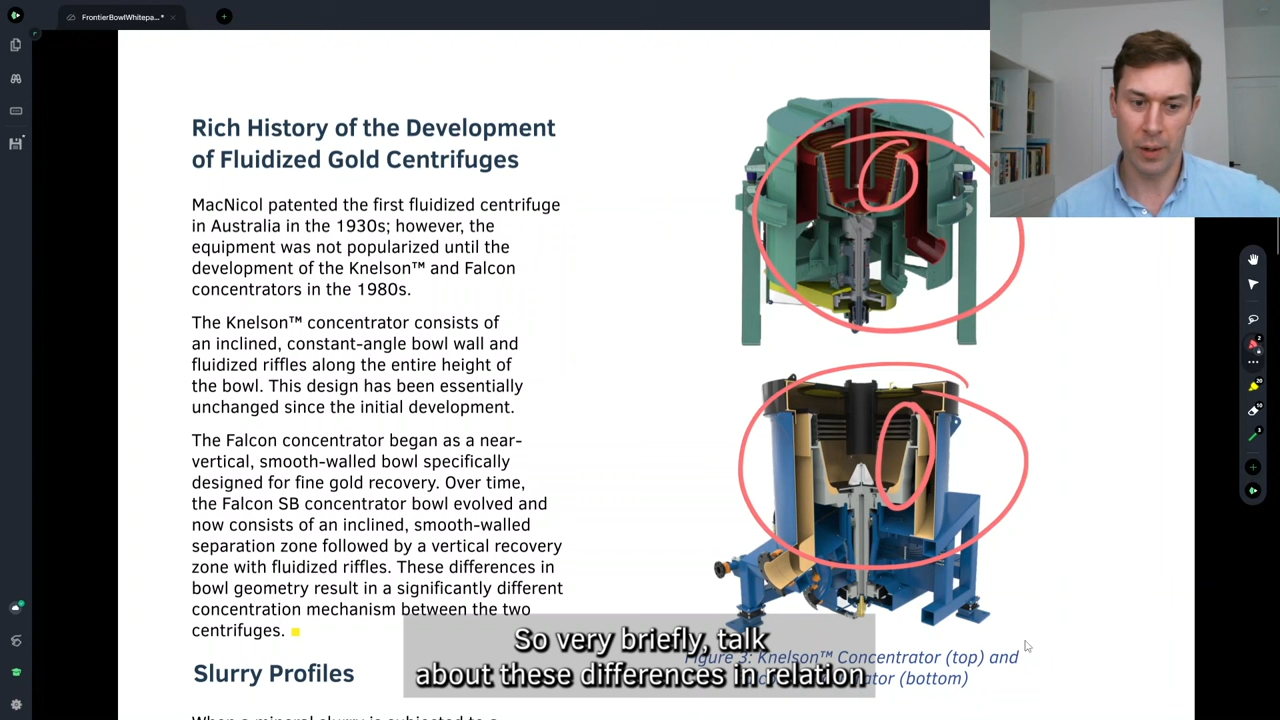 FrontierBowlWhitepa...*
Rich History of the Development
of Fluidized Gold Centrifuges
MacNicol patented the first fluidized centrifuge
in Australia in the 1930s; however, the
equipment was not popularized until the
development of the Knelson™ and Falcon
concentrators in the 1980s.
The Knelson™ concentrator consists of
an inclined, constant-angle bowl wall and
fluidized riffles along the entire height of
the bowl. This design has been essentially
unchanged since the initial development.
The Falcon concentrator began as a near-
vertical, smooth-walled bowl specifically
designed for fine gold recovery. Over time,
the Falcon SB concentrator bowl evolved and
now consists of an inclined, smooth-walled
separation zone followed by a vertical recovery
zone with fluidized riffles. These differences in
bowl geometry result in a significantly different
concentration mechanism between the two
centrifuges.
Slurry Profiles
Figure 3: Knelson™ Concentrator (top) and
(bottom)
So very briefly, talk
about these differences in relation